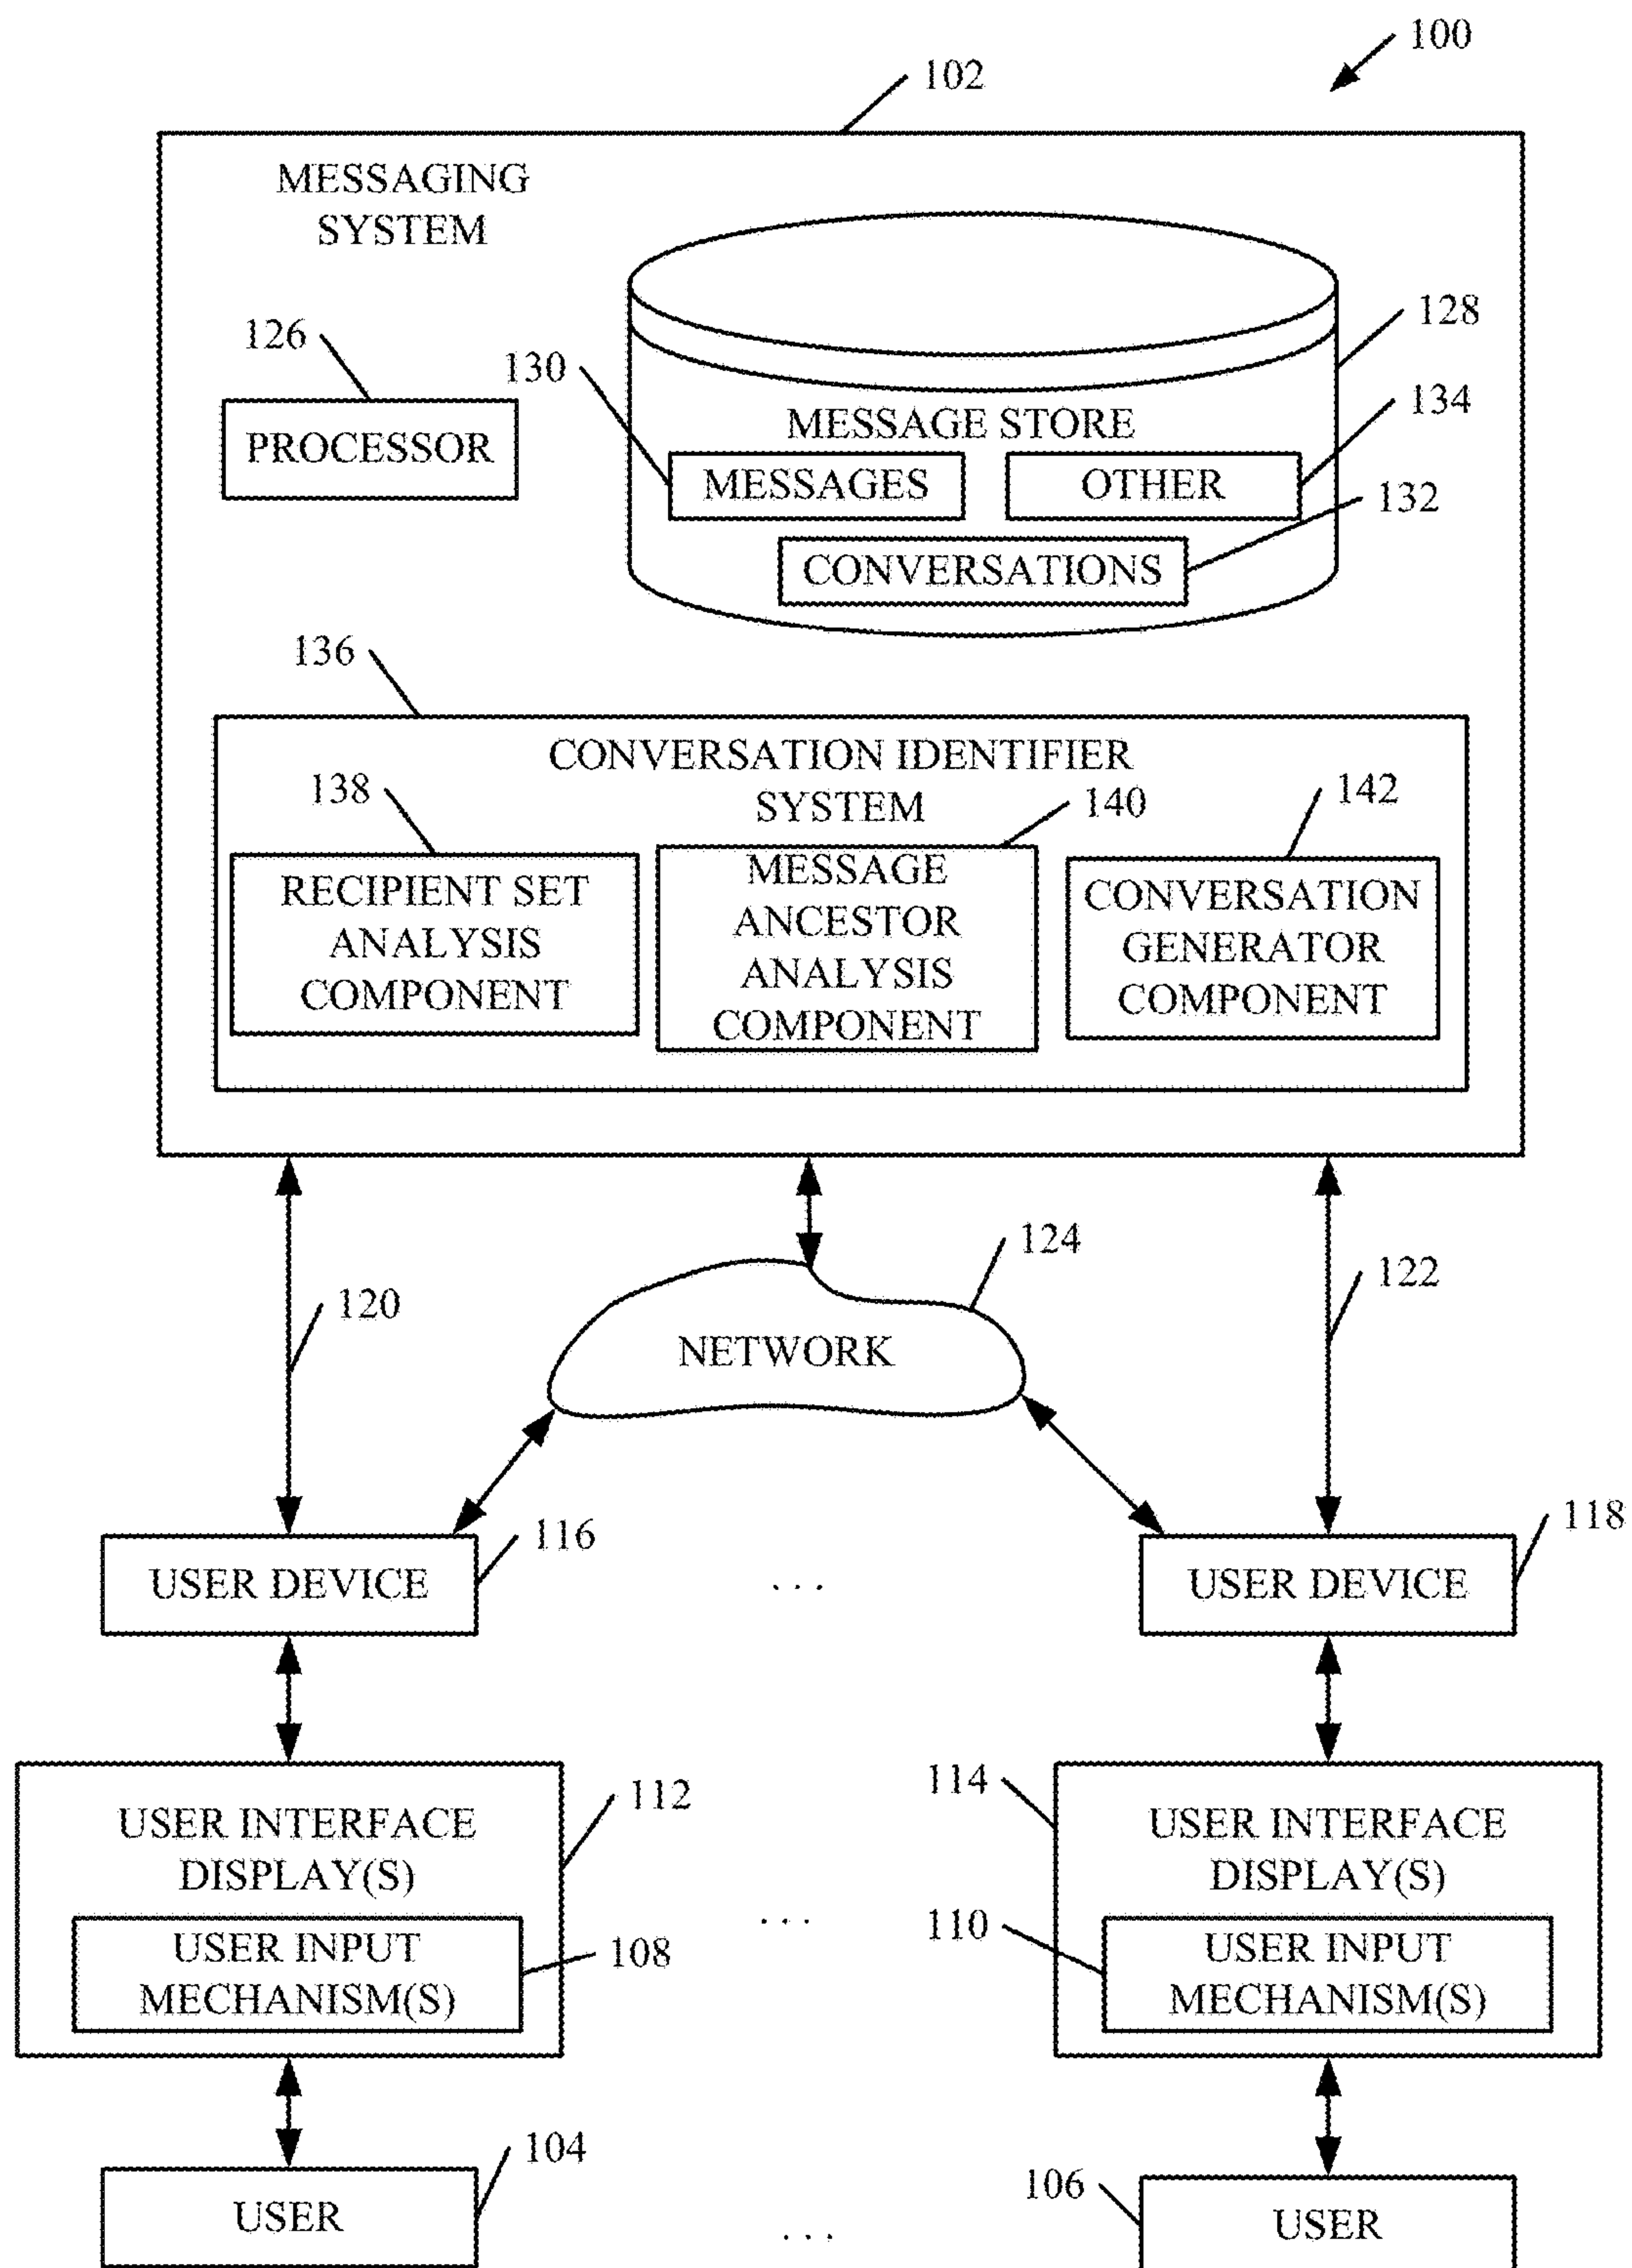 100
102
MESSAGING
SYSTEM
128
126
130
134
PROCESSOR
MESSAGE STORE
MESSAGES
OTHER
132
CONVERSATIONS
136
CONVERSATION IDENTIFIER
SYSTEM
138
140
142
RECIPIENT SET
ANALYSIS
COMPONENT
MESSAGE
ANCESTOR
ANALYSIS
COMPONENT
CONVERSATION
GENERATOR
COMPONENT
124
122
120
NETWORK
116
118
USER DEVICE
. . .
USER DEVICE
112
114
USER INTERFACE
DISPLAY(S)
USER INTERFACE
DISPLAY(S)
. . .
110
108
USER INPUT
MECHANISM(S)
USER INPUT
MECHANISM(S)
104
106
USER
. . .
USER